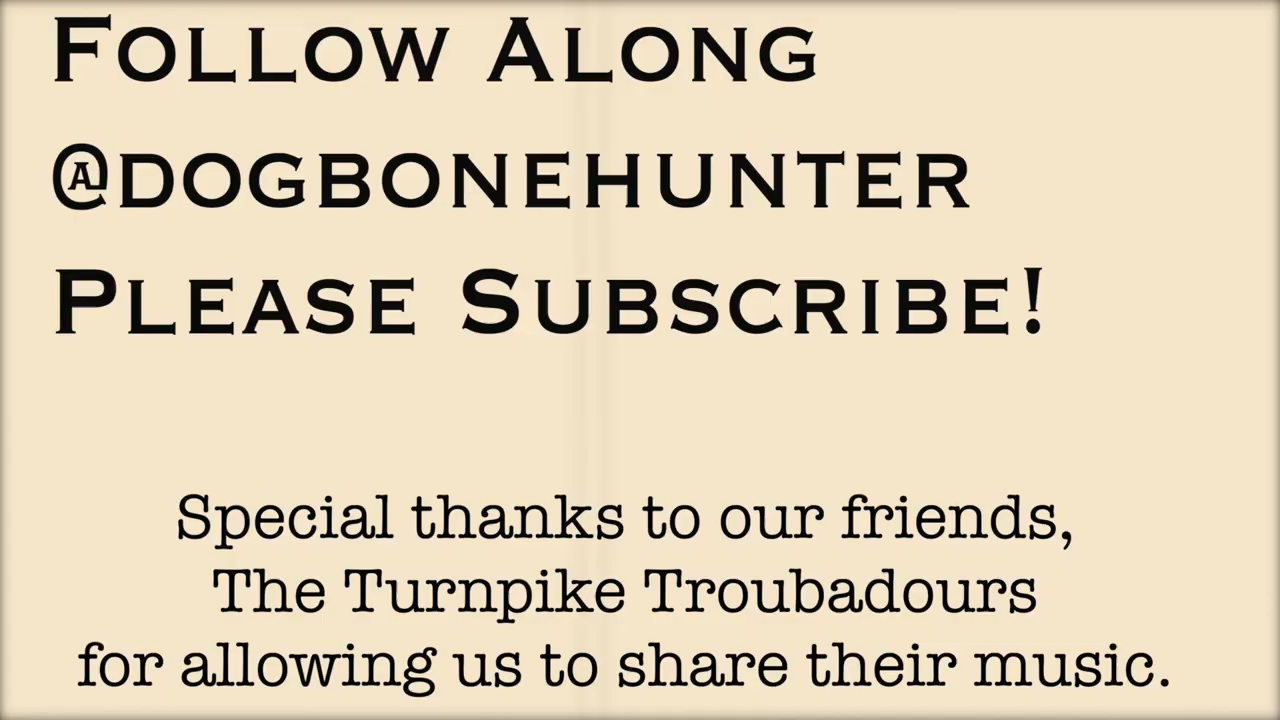 Follow Along
@dogbonehunter
Please Subscribe!
Special thanks to our friends,
The Turnpike Troubadours
for allowing us to share their music.